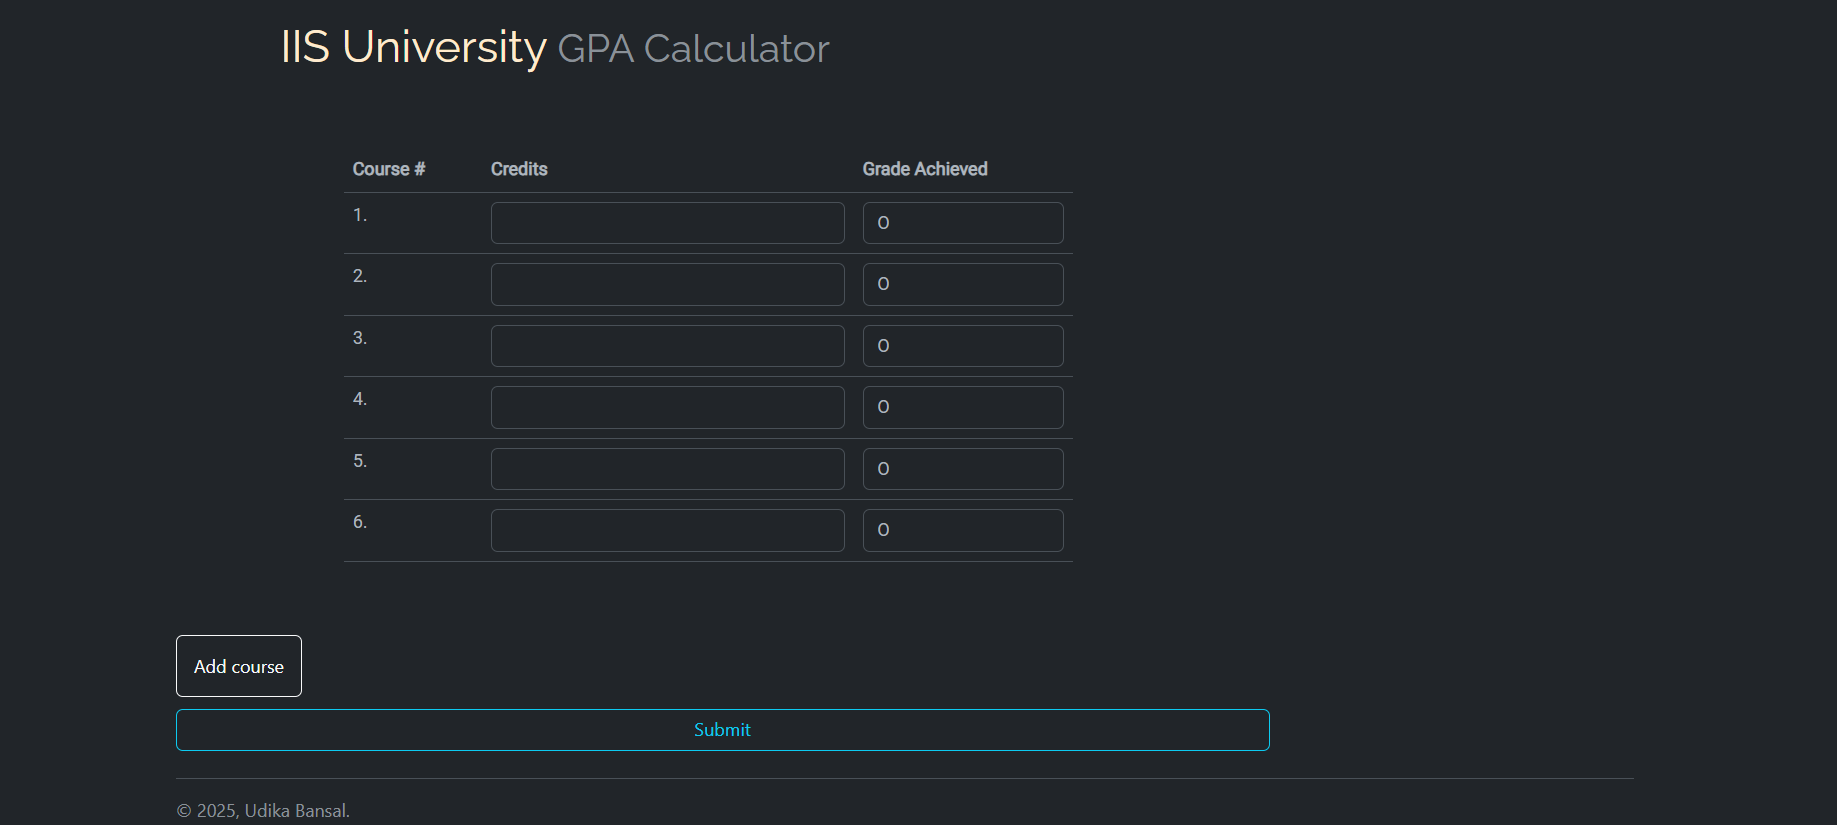 IIS University GPA Calculator
Course # Credits Grade Achieved
1. O
2. O
3. O
4. O
5. O
6. O
Add course
Submit
© 2025, Udika Bansal.